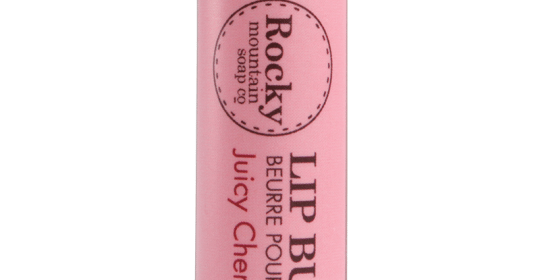 Rocky
mountain
soap co
LIP BU
BEURRE POU
Juicy Cher